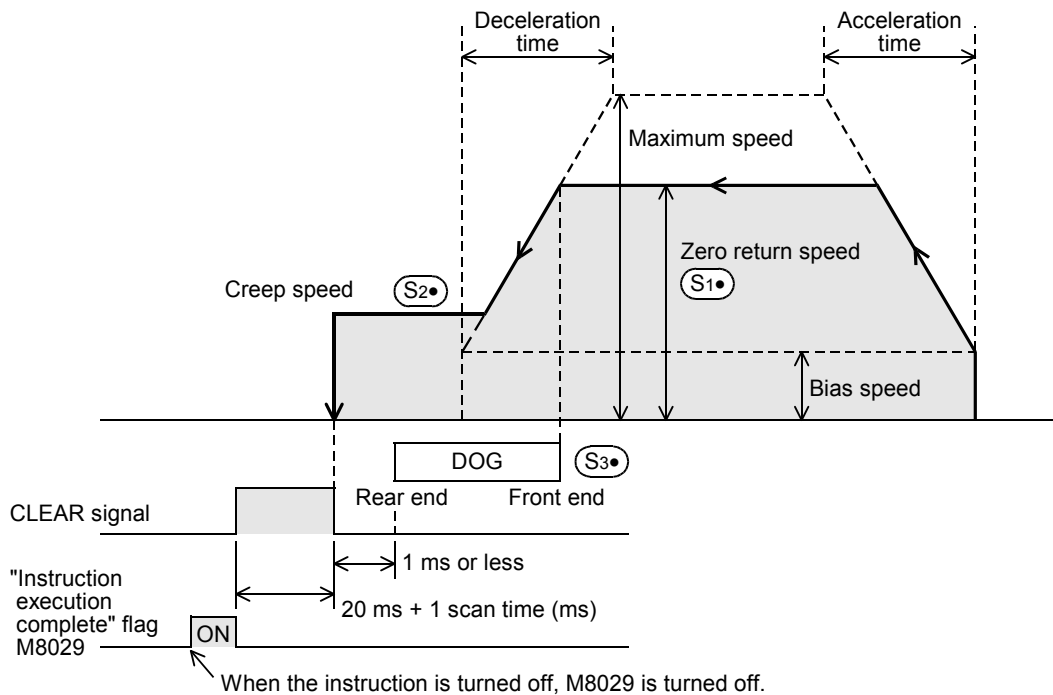 Deceleration
time
Acceleration
time
Maximum speed
Zero return speed
S1•
Creep speed
S2•
Bias speed
DOG
S3•
Rear end
Front end
CLEAR signal
1 ms or less
20 ms + 1 scan time (ms)
"Instruction
execution
complete" flag
M8029
ON
When the instruction is turned off, M8029 is turned off.